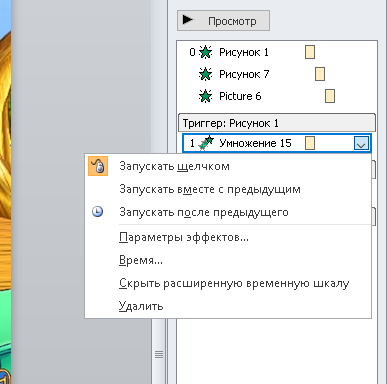 Просмотр
0 Рисунок 1
Рисунок 7
Picture 6
Триггер: Рисунок 1
1 Умножение 15
Запускать щелчком
Запускать вместе с предыдущим
Запускать после предыдущего
Параметры эффектов...
Время...
Скрыть расширенную временную шкалу
Удалить